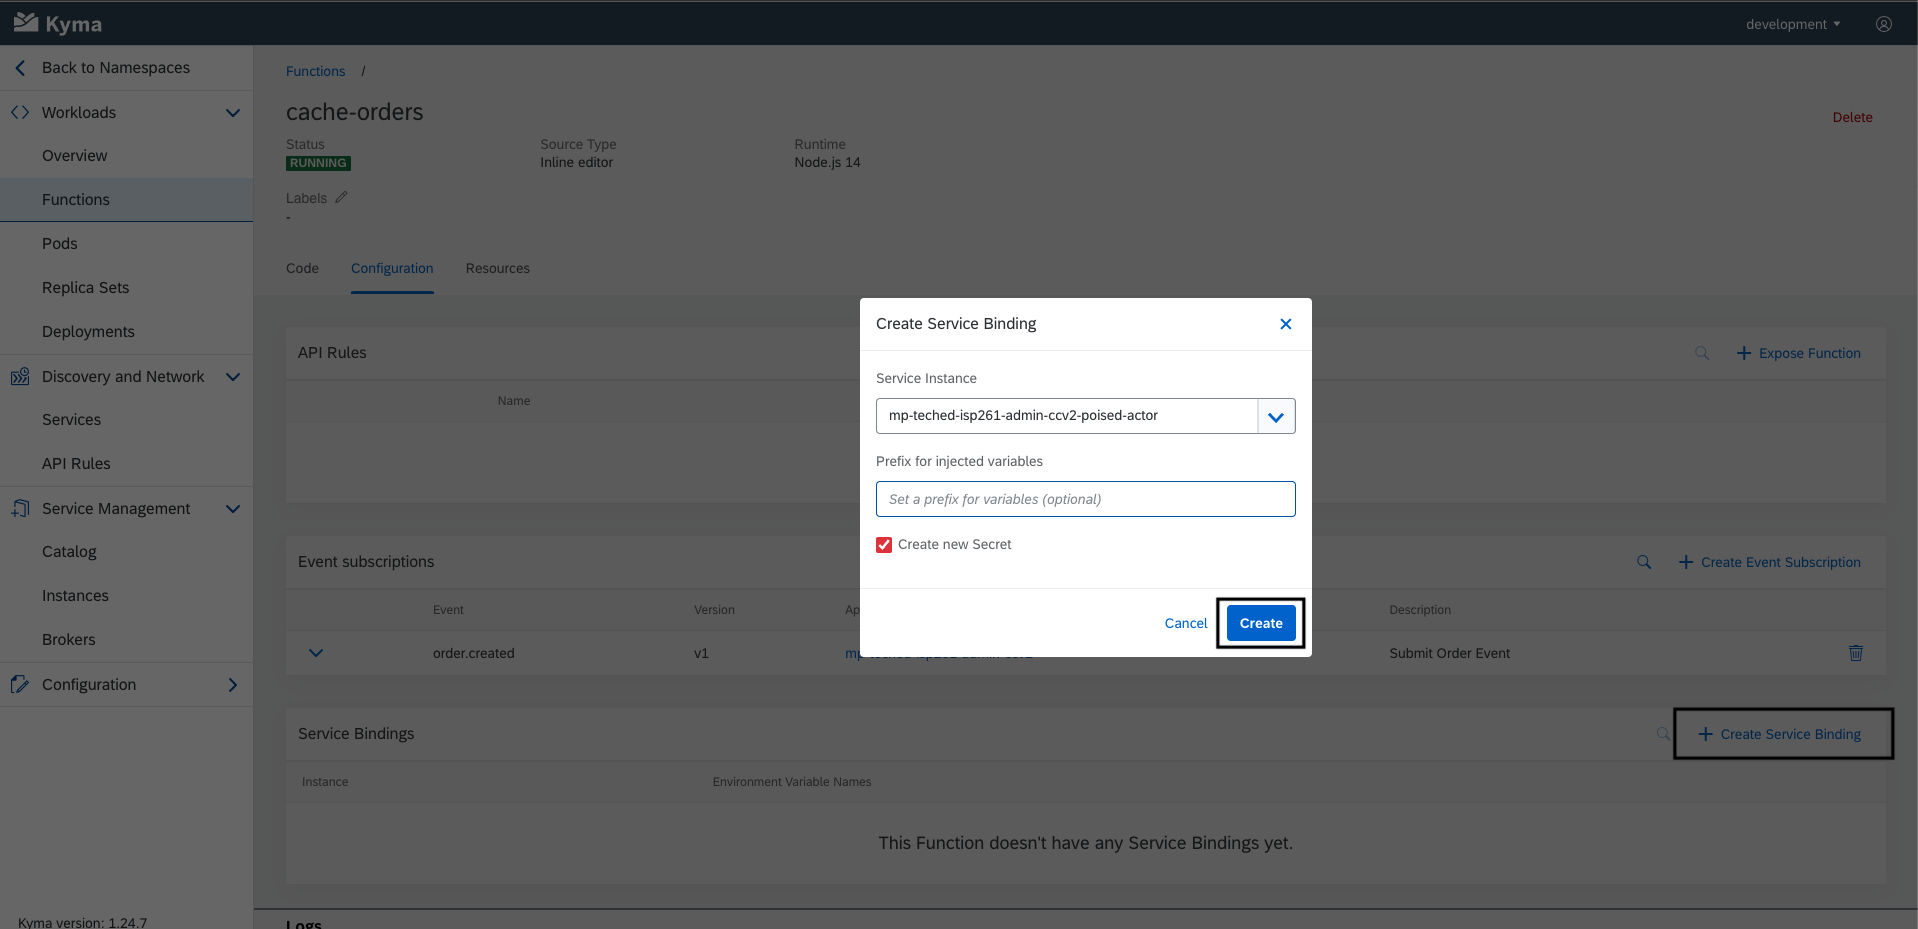 Kyma
development
Back to Namespaces
Workloads
Overview
Functions
Pods
Replica Sets
Deployments
Discovery and Network
Services
API Rules
Service Management
Catalog
Instances
Brokers
Configuration
Kyma version: 1.24.7
Functions /
cache-orders
Delete
Status Source Type Runtime
RUNNING Inline editor Node.js 14
Labels
-
Code Configuration Resources
API Rules
Expose Function
Name
Event subscriptions
Create Event Subscription
Event Version Ap Description
order.created v1 Submit Order Event
Service Bindings
Create Service Binding
Instance Environment Variable Names
This Function doesn't have any Service Bindings yet.
Logs
Create Service Binding
Service Instance
mp-teched-isp261-admin-ccv2-poised-actor
Prefix for injected variables
Set a prefix for variables (optional)
Create new Secret
Cancel Create